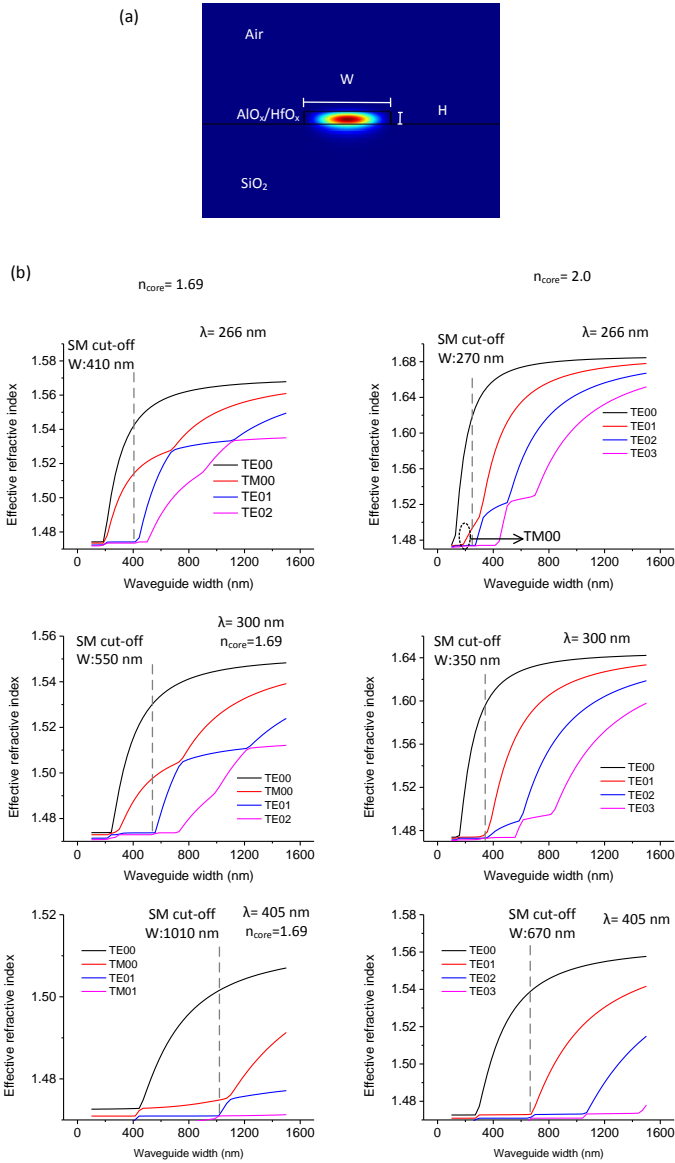 (a)
Air
W
AlOx/HfOx
H
SiO2
(b)
ncore= 1.69
ncore= 2.0
λ= 266 nm
SM cut-off
W:410 nm
Effective refractive index
1.56
1.54
1.52
1.50
1.48
TE00
TM00
TE01
TE02
0 400 800 1200 1600
Waveguide width (nm)
λ= 266 nm
SM cut-off
W:270 nm
Effective refractive index
1.68
1.64
1.60
1.56
1.52
1.48
TE00
TE01
TE02
TE03
TM00
0 400 800 1200 1600
Waveguide width (nm)
λ= 300 nm
ncore=1.69
SM cut-off
W:550 nm
Effective refractive index
1.56
1.54
1.52
1.50
1.48
TE00
TM00
TE01
TE02
0 400 800 1200 1600
Waveguide width (nm)
λ= 300 nm
SM cut-off
W:350 nm
Effective refractive index
1.64
1.60
1.56
1.52
1.48
TE00
TE01
TE02
TE03
0 400 800 1200 1600
Waveguide width (nm)
λ= 405 nm
ncore=1.69
SM cut-off
W:1010 nm
Effective refractive index
1.52
1.50
1.48
TE00
TM00
TE01
TM01
0 400 800 1200 1600
Waveguide width (nm)
λ= 405 nm
SM cut-off
W:670 nm
Effective refractive index
1.58
1.56
1.54
1.52
1.50
1.48
TE00
TE01
TE02
TE03
0 400 800 1200 1600
Waveguide width (nm)